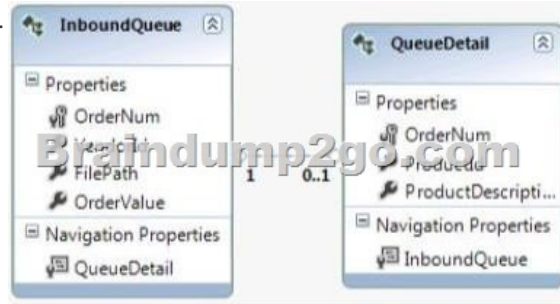 InboundQueue
Properties
OrderNum
FilePath
OrderValue
Navigation Properties
QueueDetail
Braindump2go.com
1 0..1
QueueDetail
Properties
OrderNum
ProductDescripti...
Navigation Properties
InboundQueue